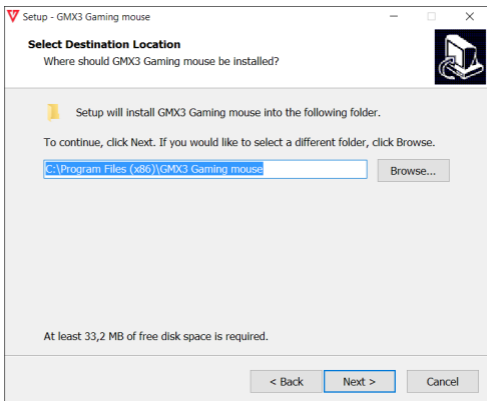 Setup - GMX3 Gaming mouse
Select Destination Location
Where should GMX3 Gaming mouse be installed?
Setup will install GMX3 Gaming mouse into the following folder.
To continue, click Next. If you would like to select a different folder, click Browse.
C:\Program Files (x86)\GMX3 Gaming mouse
Browse...
At least 33,2 MB of free disk space is required.
< Back
Next >
Cancel